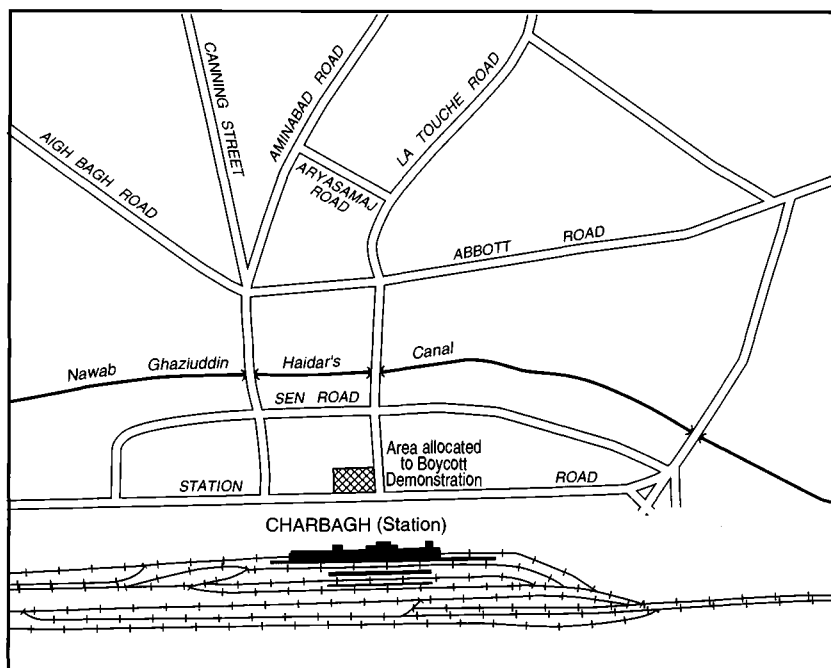 CANNING STREET
AMINABAD ROAD
LA TOUCHE ROAD
AIGH BAGH ROAD
ARYASAMAJ
ROAD
ABBOTT ROAD
Nawab Ghaziuddin Haidar's Canal
SEN ROAD
Area allocated
to Boycott
Demonstration
STATION ROAD
CHARBAGH (Station)